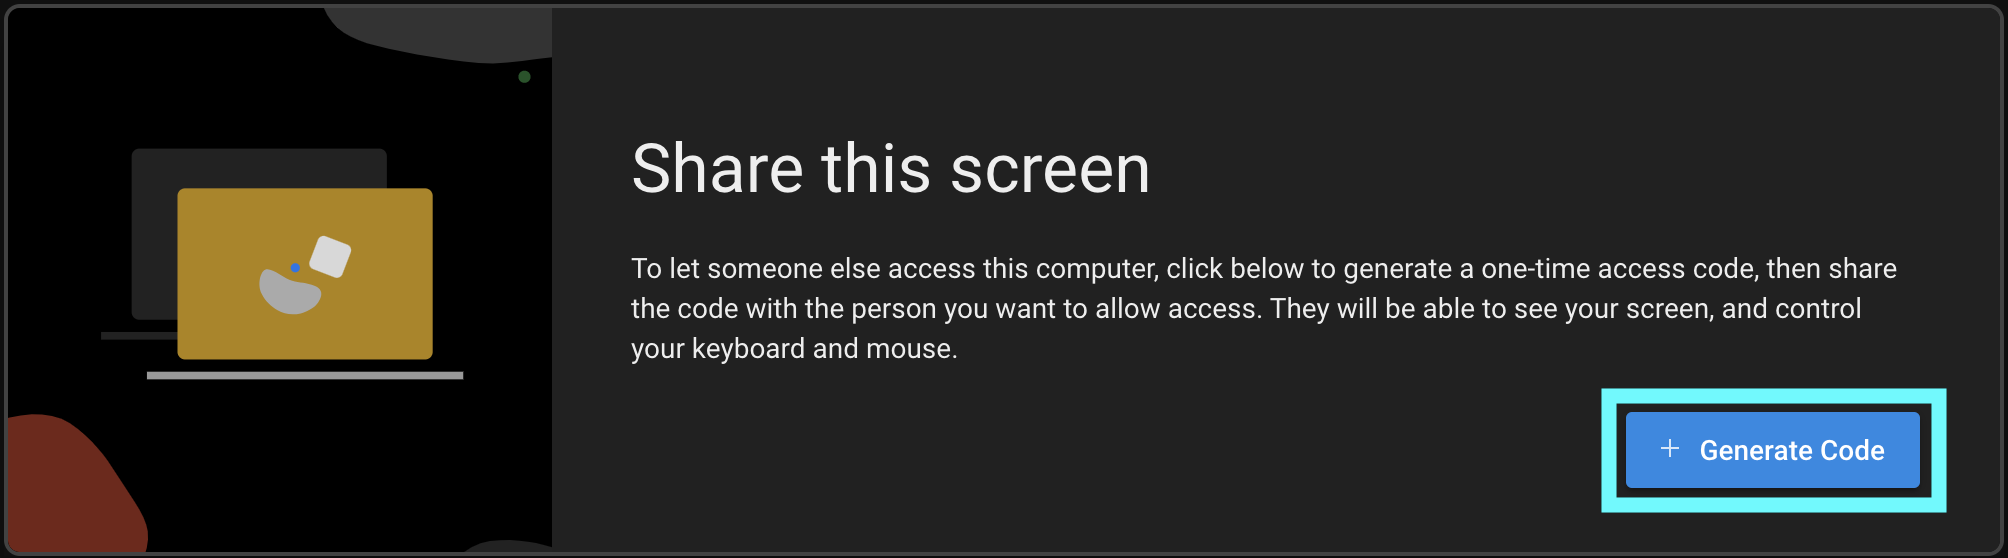 Share this screen
To let someone else access this computer, click below to generate a one-time access code, then share
the code with the person you want to allow access. They will be able to see your screen, and control
your keyboard and mouse.
+ Generate Code